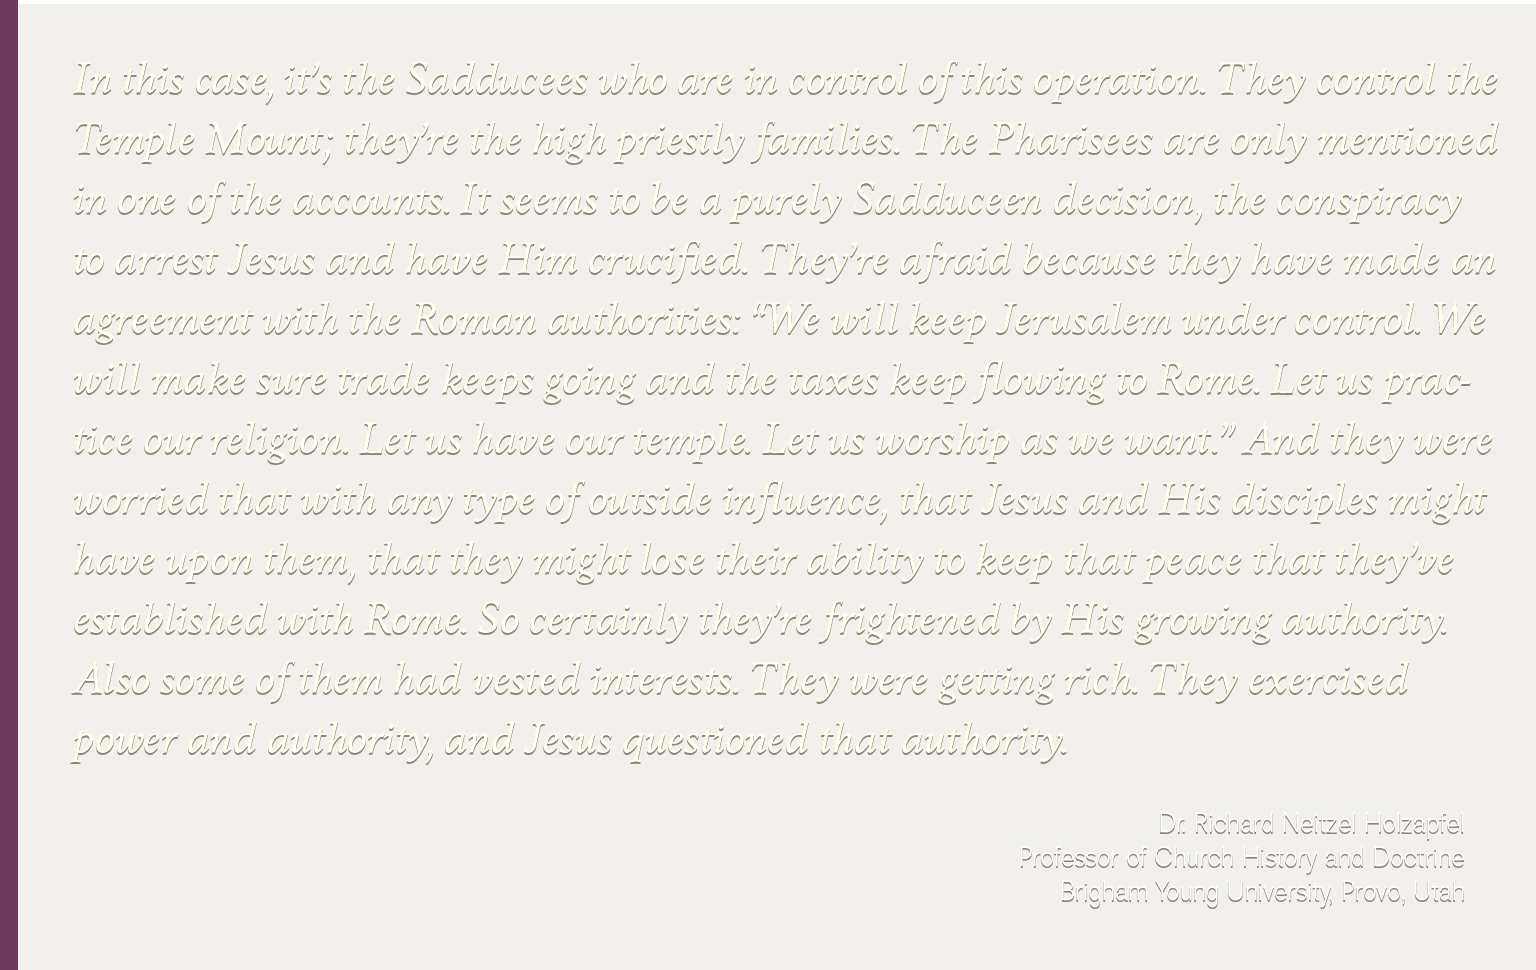 In this case, it’s the Sadducees who are in control of this operation. They control the
Temple Mount; they’re the high priestly families. The Pharisees are only mentioned
in one of the accounts. It seems to be a purely Sadduceen decision, the conspiracy
to arrest Jesus and have Him crucified. They’re afraid because they have made an
agreement with the Roman authorities: “We will keep Jerusalem under control. We
will make sure trade keeps going and the taxes keep flowing to Rome. Let us prac-
tice our religion. Let us have our temple. Let us worship as we want.” And they were
worried that with any type of outside influence, that Jesus and His disciples might
have upon them, that they might lose their ability to keep that peace that they’ve
established with Rome. So certainly they’re frightened by His growing authority.
Also some of them had vested interests. They were getting rich. They exercised
power and authority, and Jesus questioned that authority.
Dr. Richard Neitzel Holzapfel
Professor of Church History and Doctrine
Brigham Young University, Provo, Utah